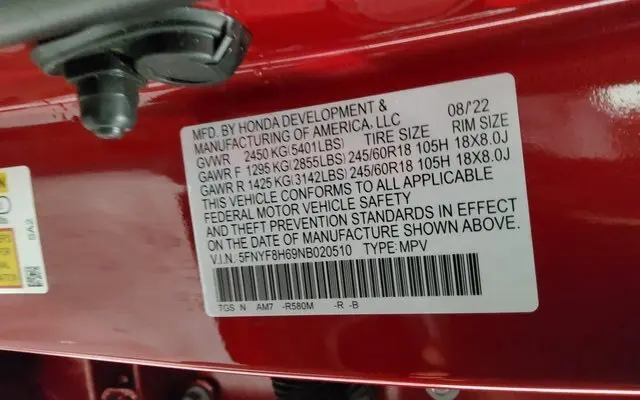 MFD. BY HONDA DEVELOPMENT & 08/'22
MANUFACTURING OF AMERICA, LLC
GVWR 2450 KG(5401LBS) TIRE SIZE RIM SIZE
GAWR F 1295 KG(2855LBS) 245/60R18 105H 18X8.0J
GAWR R 1425 KG(3142LBS) 245/60R18 105H 18X8.0J
THIS VEHICLE CONFORMS TO ALL APPLICABLE
FEDERAL MOTOR VEHICLE SAFETY
AND THEFT PREVENTION STANDARDS IN EFFECT
ON THE DATE OF MANUFACTURE SHOWN ABOVE.
V.I.N. 5FNYF8H69NB020510 TYPE: MPV
TGS N AM7 -R580M -R -B
SA2